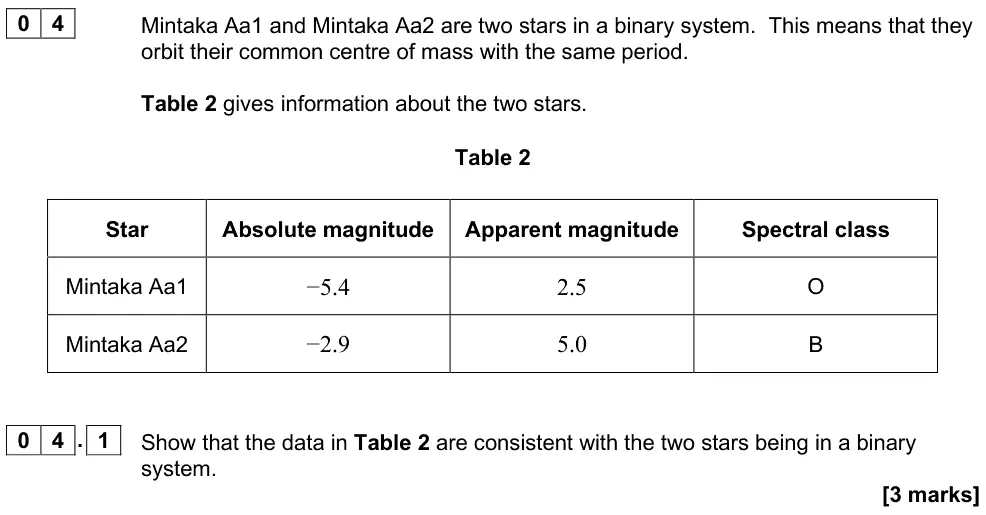 0 4 Mintaka Aa1 and Mintaka Aa2 are two stars in a binary system. This means that they
orbit their common centre of mass with the same period.
Table 2 gives information about the two stars.
Table 2
Star Absolute magnitude Apparent magnitude Spectral class
Mintaka Aa1 −5.4 2.5 O
Mintaka Aa2 −2.9 5.0 B
0 4 . 1 Show that the data in Table 2 are consistent with the two stars being in a binary
system.
[3 marks]